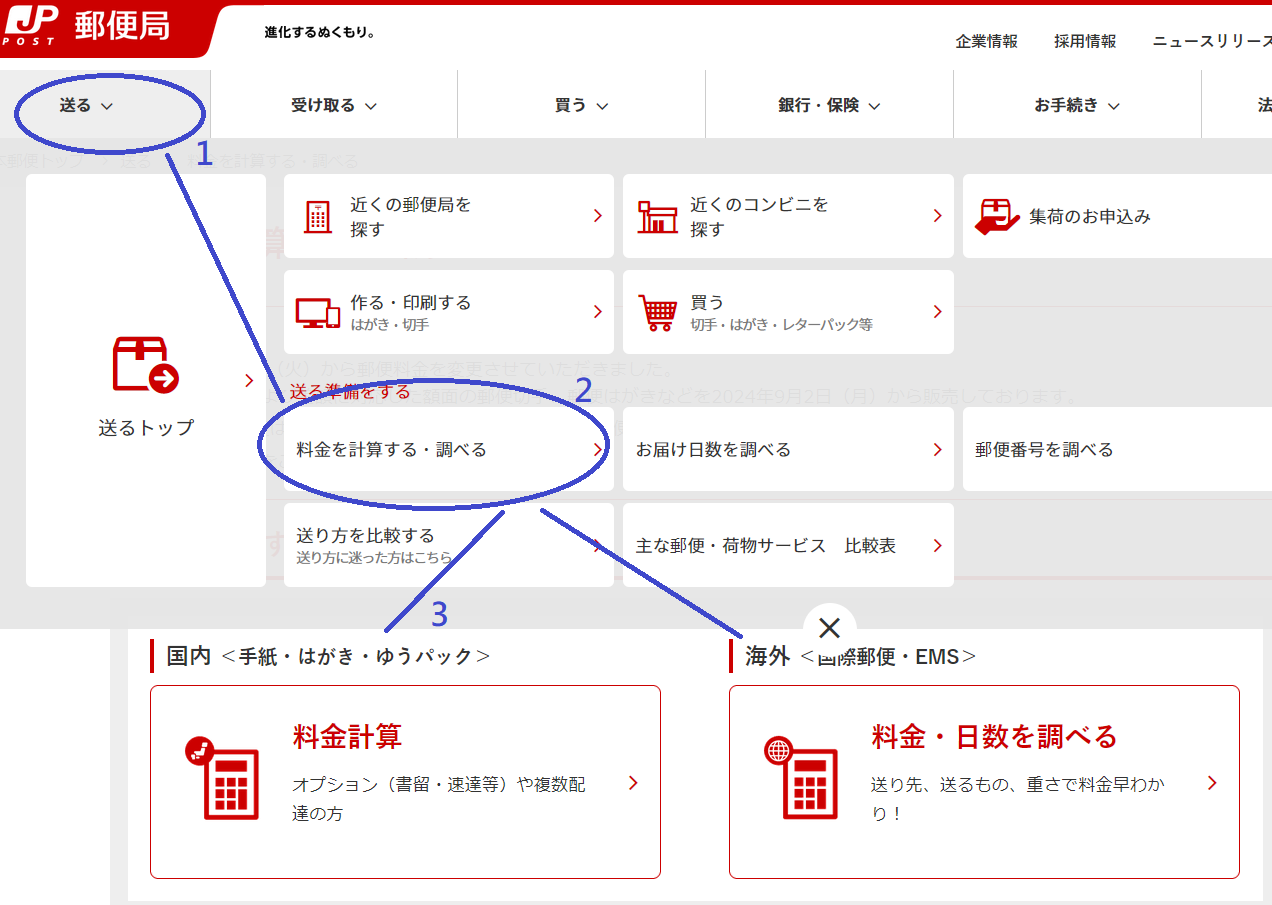 JP
POST
郵便局
進化するぬくもり。
企業情報
採用情報
ニュースリリース
送る
受け取る
買う
銀行・保険
お手続き
法
1
近くの郵便局を
探す
近くのコンビニを
探す
集荷のお申込み
作る・印刷する
はがき・切手
買う
切手・はがき・レターパック等
送るトップ
送る準備をする
2
料金を計算する・調べる
お届け日数を調べる
郵便番号を調べる
送り方を比較する
送り方に迷った方はこちら
主な郵便・荷物サービス　比較表
3
国内 ＜手紙・はがき・ゆうパック＞
海外 ＜国際郵便・EMS＞
料金計算
オプション（書留・速達等）や複数配
達の方
料金・日数を調べる
送り先、送るもの、重さで料金早わか
り！